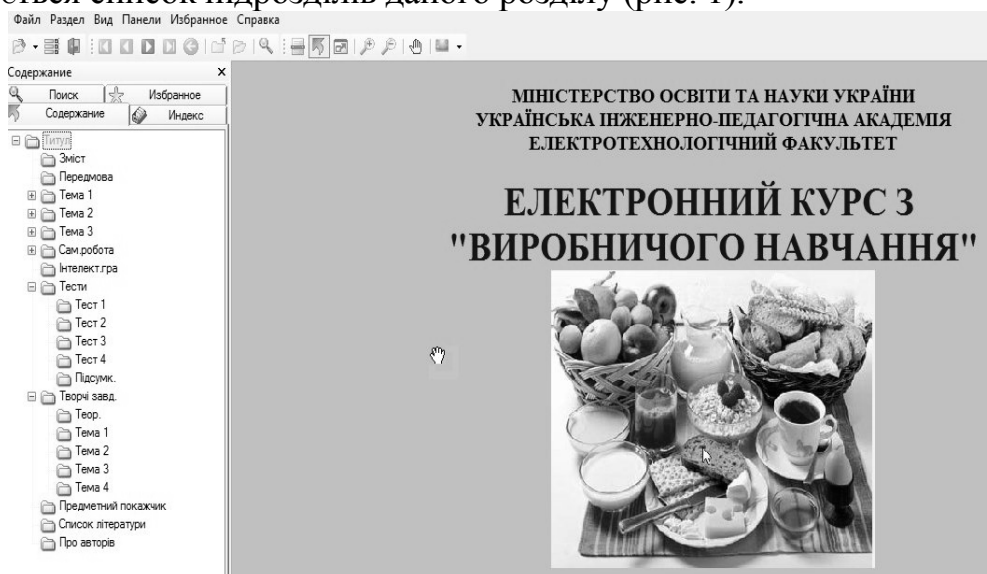 ється список підрозділів даного розділу (рис. 1).
Файл Раздел Вид Панели Избранное Справка
Содержание x
Поиск Избранное
Содержание Индекс
Титул
Зміст
Передмова
Тема 1
Тема 2
Тема 3
Сам.робота
Інтелект.гра
Тести
Тест 1
Тест 2
Тест 3
Тест 4
Підсумк.
Творчі завд.
Теор.
Тема 1
Тема 2
Тема 3
Тема 4
Предметний покажчик
Список літератури
Про авторів
МІНІСТЕРСТВО ОСВІТИ ТА НАУКИ УКРАЇНИ
УКРАЇНСЬКА ІНЖЕНЕРНО-ПЕДАГОГІЧНА АКАДЕМІЯ
ЕЛЕКТРОТЕХНОЛОГІЧНИЙ ФАКУЛЬТЕТ
ЕЛЕКТРОННИЙ КУРС З
"ВИРОБНИЧОГО НАВЧАННЯ"